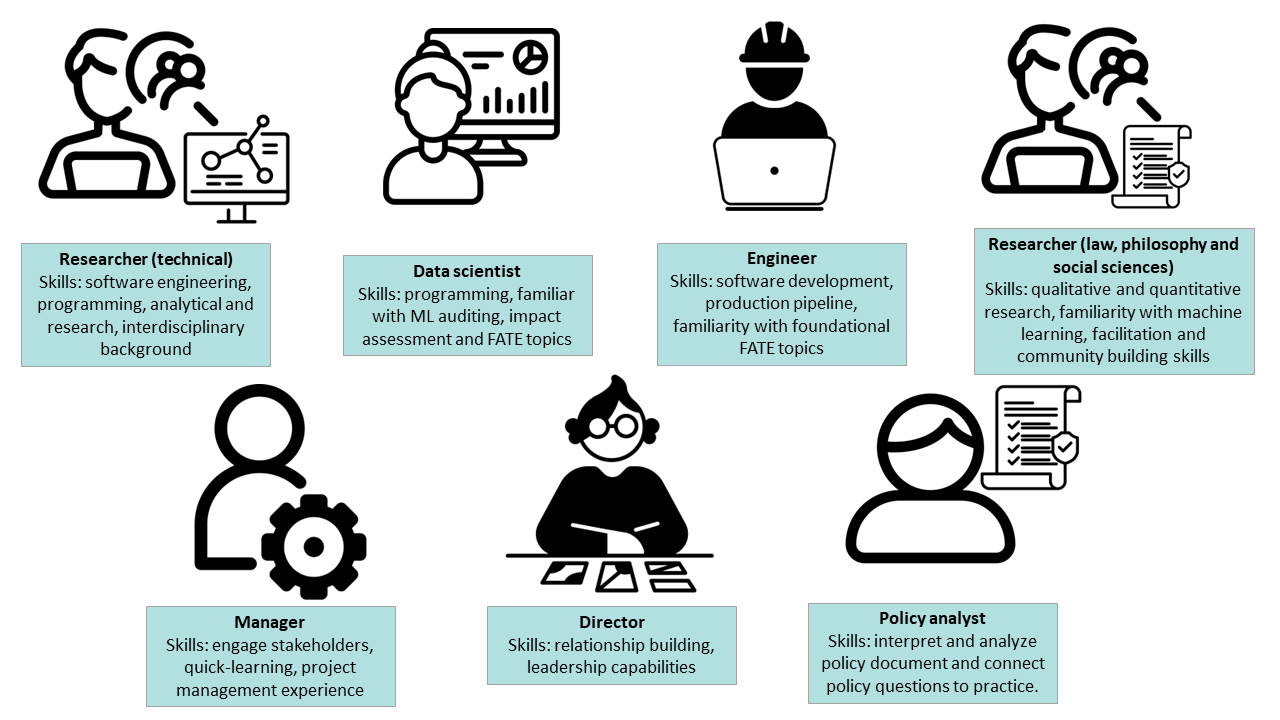 Researcher (technical)
Skills: software engineering,
programming, analytical and
research, interdisciplinary
background
Data scientist
Skills: programming, familiar
with ML auditing, impact
assessment and FATE topics
Engineer
Skills: software development,
production pipeline,
familiarity with foundational
FATE topics
Researcher (law, philosophy and
social sciences)
Skills: qualitative and quantitative
research, familiarity with machine
learning, facilitation and
community building skills
Manager
Skills: engage stakeholders,
quick-learning, project
management experience
Director
Skills: relationship building,
leadership capabilities
Policy analyst
Skills: interpret and analyze
policy document and connect
policy questions to practice.